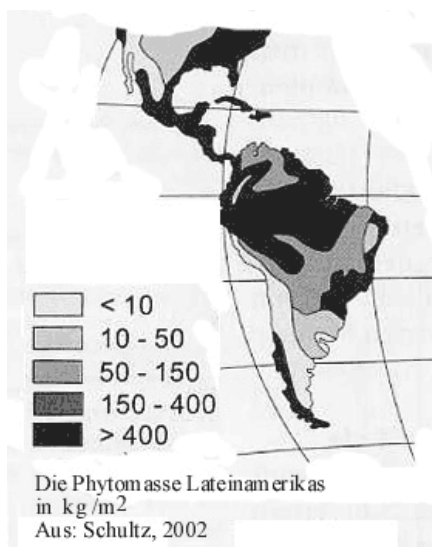 < 10
10 - 50
50 - 150
150 - 400
> 400
Die Phytomasse Lateinamerikas
in kg/m²
Aus: Schultz, 2002